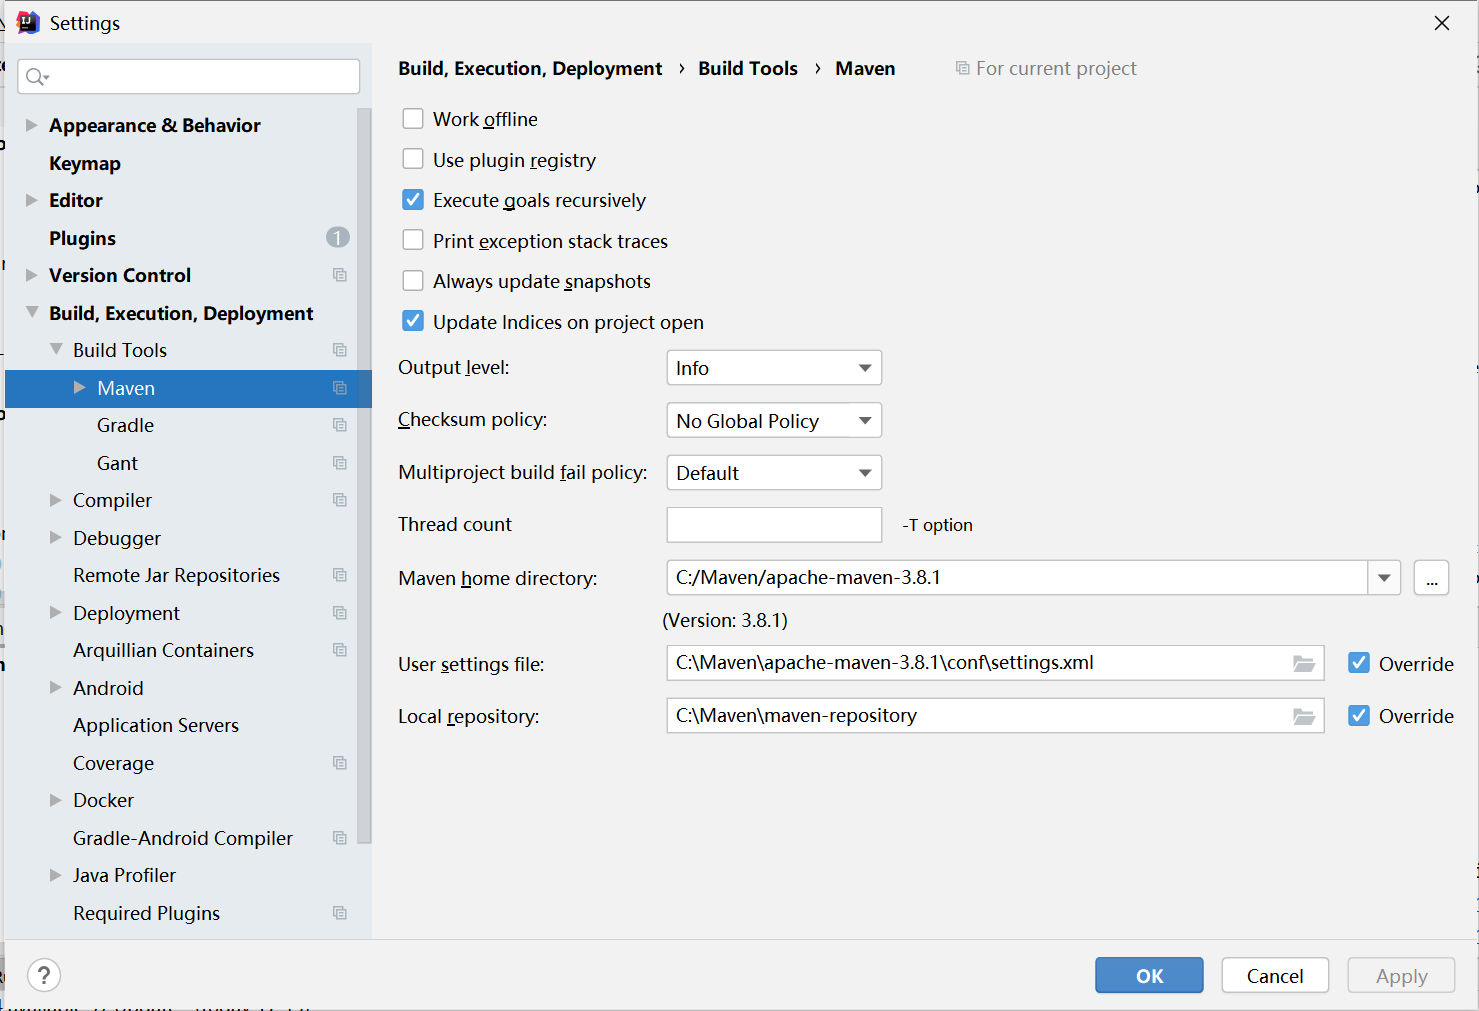 Settings
Appearance & Behavior
Keymap
Editor
Plugins 1
Version Control
Build, Execution, Deployment
Build Tools
Maven
Gradle
Gant
Compiler
Debugger
Remote Jar Repositories
Deployment
Arquillian Containers
Android
Application Servers
Coverage
Docker
Gradle-Android Compiler
Java Profiler
Required Plugins
Build, Execution, Deployment › Build Tools › Maven For current project
Work offline
Use plugin registry
Execute goals recursively
Print exception stack traces
Always update snapshots
Update Indices on project open
Output level: Info
Checksum policy: No Global Policy
Multiproject build fail policy: Default
Thread count -T option
Maven home directory: C:/Maven/apache-maven-3.8.1 ...
(Version: 3.8.1)
User settings file: C:\Maven\apache-maven-3.8.1\conf\settings.xml Override
Local repository: C:\Maven\maven-repository Override
? OK Cancel Apply